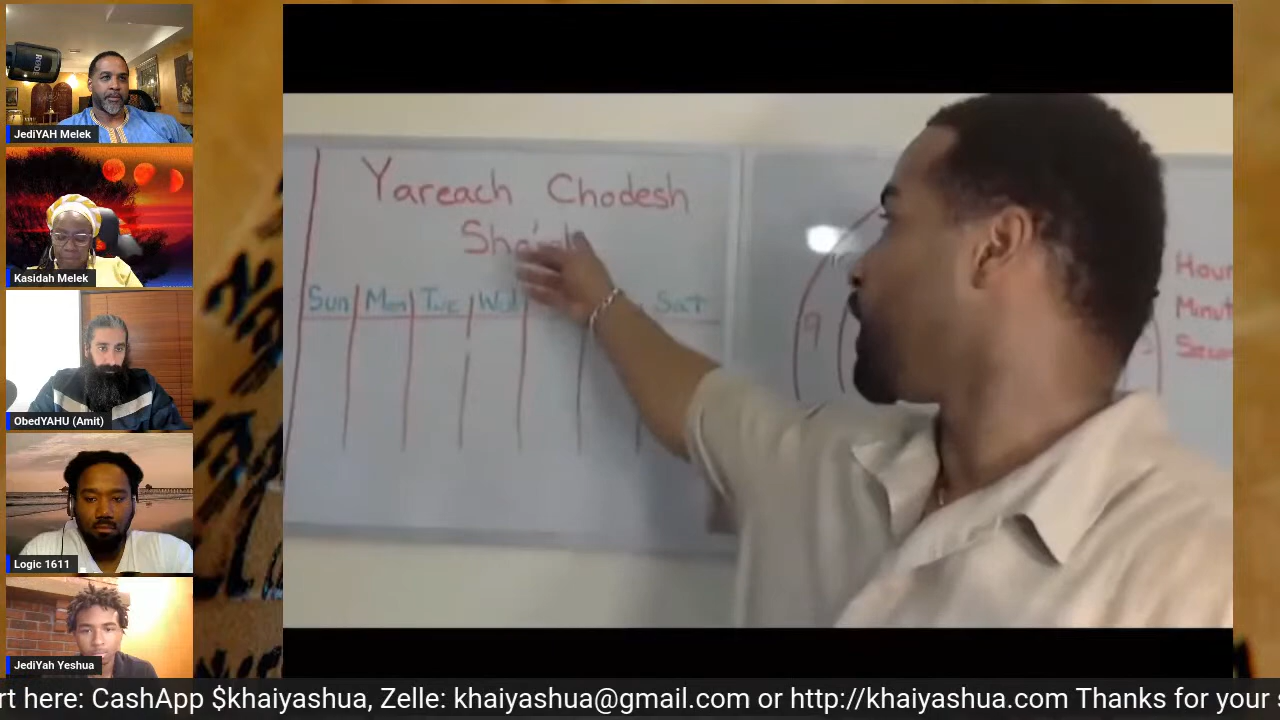 JediYAH Melek
Kasidah Melek
ObedYAHU (Amit)
Logic 1611
JediYah Yeshua
Yareach Chodesh
Sun Mon Tue Wed Sat
9
Hour
Minut
rt here: CashApp $khaiyashua, Zelle: khaiyashua@gmail.com or http://khaiyashua.com Thanks for your s